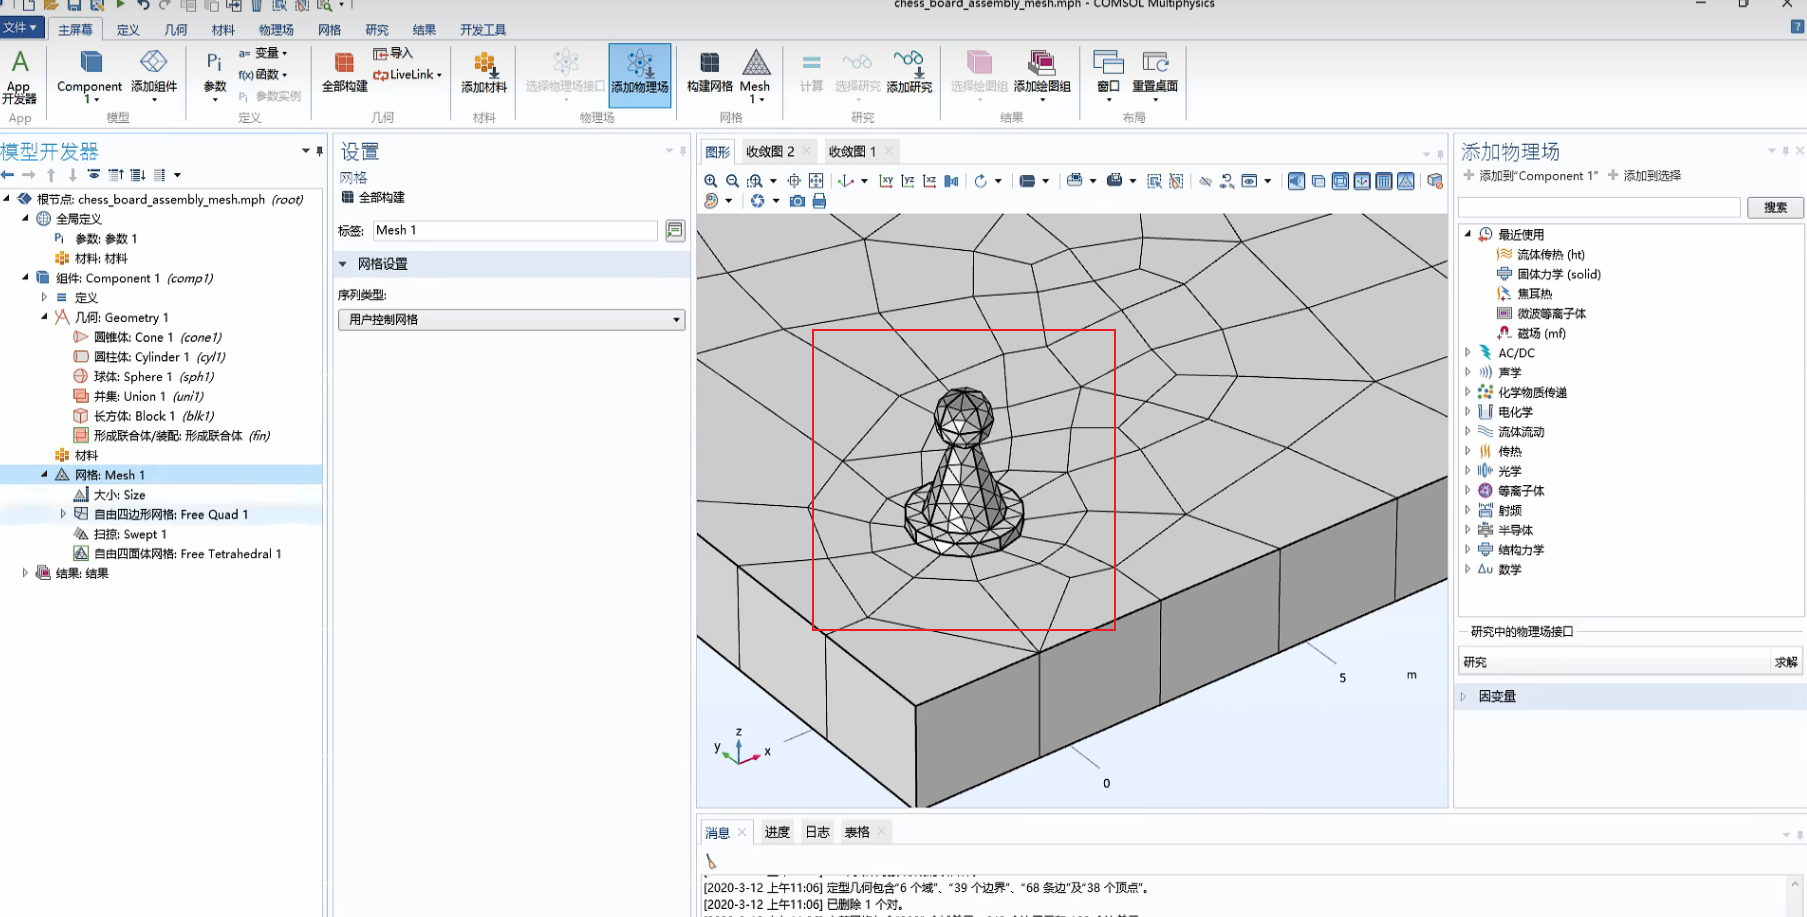 chess_board_assembly_mesh.mph - COMSOL Multiphysics
文件 主屏幕 定义 几何 材料 物理场 网格 研究 结果 开发工具
A Pi a= 变量 导入
f(x) 函数 LiveLink
Pi 参数实例
App 开发器 Component 1 添加组件 参数 全部构建 添加材料 选择物理场接口 添加物理场 构建网格 Mesh 1 计算 选择研究 添加研究 选择绘图组 添加绘图组 窗口 重置桌面
App 模型 定义 几何 材料 物理场 网格 研究 结果 布局
模型开发器
根节点: chess_board_assembly_mesh.mph (root)
全局定义
Pi 参数: 参数 1
材料: 材料
组件: Component 1 (comp1)
定义
几何: Geometry 1
圆锥体: Cone 1 (cone1)
圆柱体: Cylinder 1 (cyl1)
球体: Sphere 1 (sph1)
并集: Union 1 (uni1)
长方体: Block 1 (blk1)
形成联合体/装配: 形成联合体 (fin)
材料
网格: Mesh 1
大小: Size
自由四边形网格: Free Quad 1
扫掠: Swept 1
自由四面体网格: Free Tetrahedral 1
结果: 结果
设置
网格
全部构建
标签: Mesh 1
网格设置
序列类型:
用户控制网格
图形 收敛图 2 收敛图 1
xy yz xz
5 m
0
z
y x
消息 进度 日志 表格
[2020-3-12 上午11:06] 定型几何包含“6 个域”、“39 个边界”、“68 条边”及“38 个顶点”。
[2020-3-12 上午11:06] 已删除 1 个对。
添加物理场
添加到“Component 1” 添加到选择
搜索
最近使用
流体传热 (ht)
固体力学 (solid)
焦耳热
微波等离子体
磁场 (mf)
AC/DC
声学
化学物质传递
电化学
流体流动
传热
光学
等离子体
射频
半导体
结构力学
Δu 数学
研究中的物理场接口
研究 求解
因变量